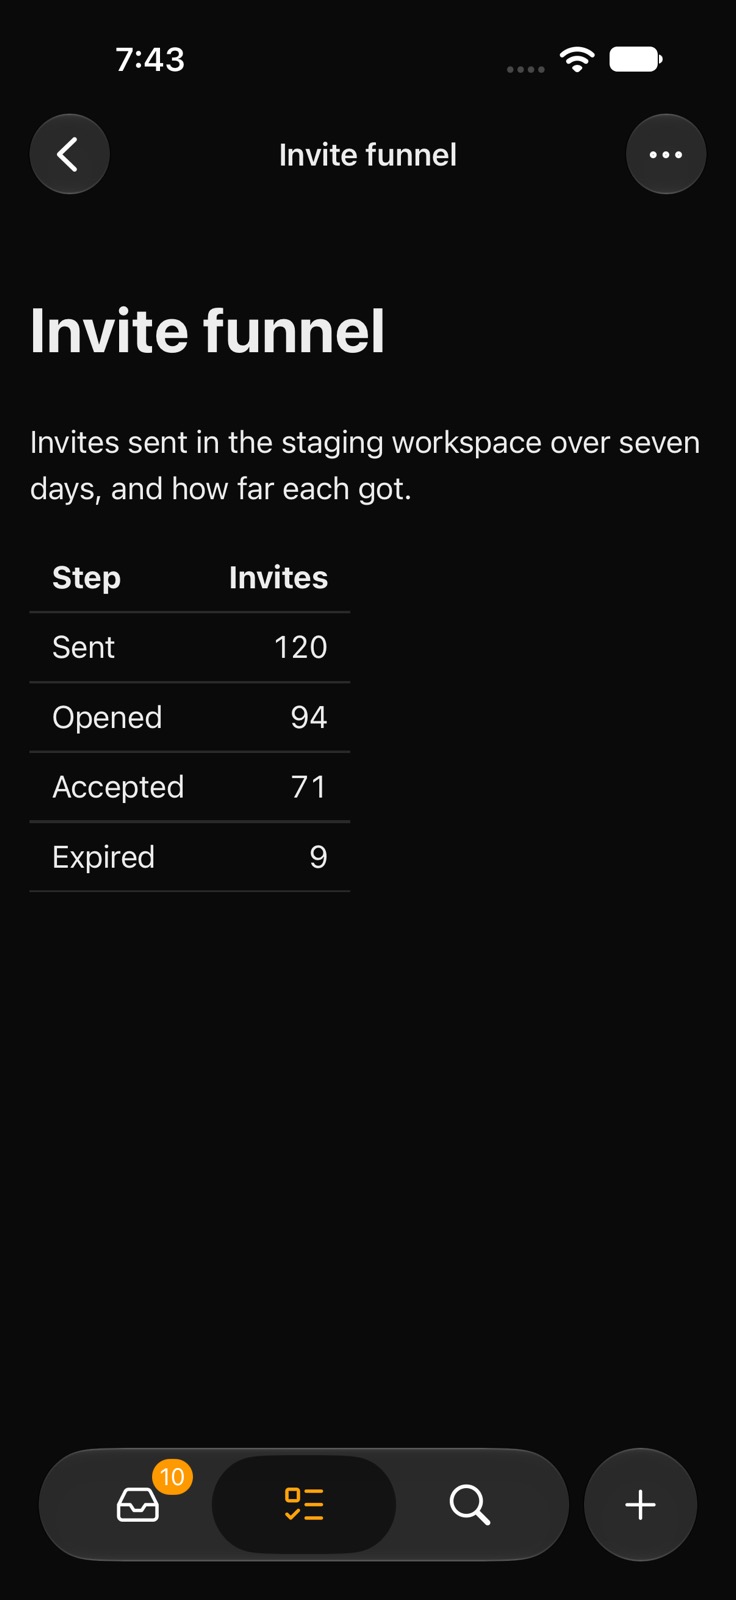 7:43
Invite funnel
Invite funnel
Invites sent in the staging workspace over seven
days, and how far each got.
Step Invites
Sent 120
Opened 94
Accepted 71
Expired 9
10